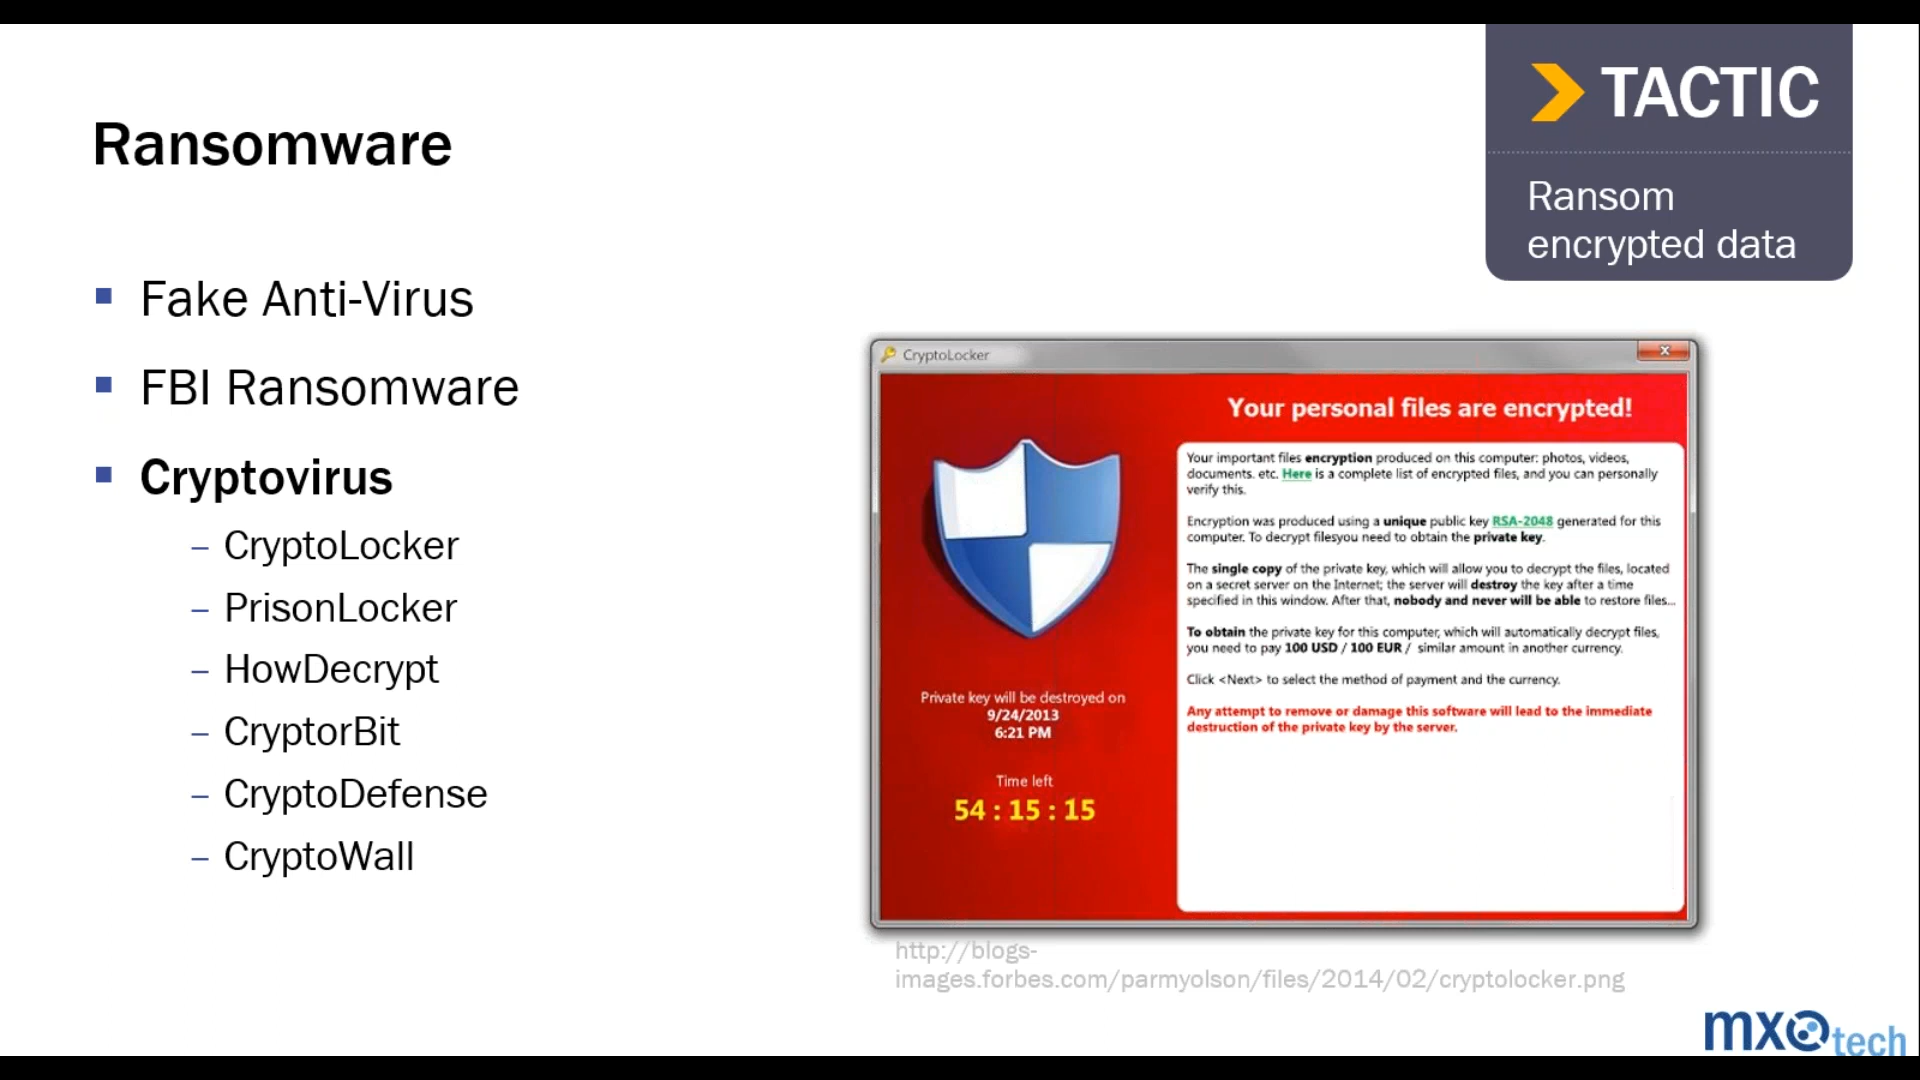 TACTIC
Ransom
encrypted data
Ransomware
Fake Anti-Virus
FBI Ransomware
Cryptovirus
– CryptoLocker
– PrisonLocker
– HowDecrypt
– CryptorBit
– CryptoDefense
– CryptoWall
CryptoLocker
x
Your personal files are encrypted!
Your important files encryption produced on this computer: photos, videos,
documents. etc. Here is a complete list of encrypted files, and you can personally
verify this.
Encryption was produced using a unique public key RSA-2048 generated for this
computer. To decrypt filesyou need to obtain the private key.
The single copy of the private key, which will allow you to decrypt the files, located
on a secret server on the Internet; the server will destroy the key after a time
specified in this window. After that, nobody and never will be able to restore files...
To obtain the private key for this computer, which will automatically decrypt files,
you need to pay 100 USD / 100 EUR / similar amount in another currency.
Click <Next> to select the method of payment and the currency.
Any attempt to remove or damage this software will lead to the immediate
destruction of the private key by the server.
Private key will be destroyed on
9/24/2013
6:21 PM
Time left
54 : 15 : 15
http://blogs-
images.forbes.com/parmyolson/files/2014/02/cryptolocker.png
mxotech